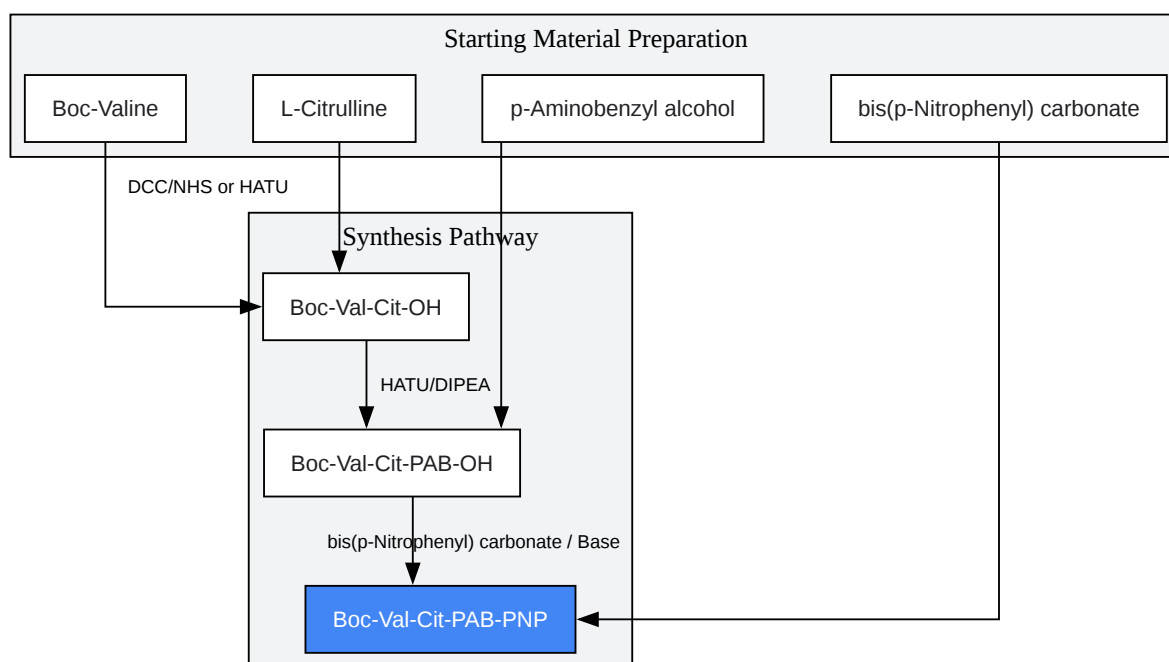 Starting Material Preparation
Boc-Valine
L-Citrulline
p-Aminobenzyl alcohol
bis(p-Nitrophenyl) carbonate
DCC/NHS or HATU
Synthesis Pathway
Boc-Val-Cit-OH
HATU/DIPEA
Boc-Val-Cit-PAB-OH
bis(p-Nitrophenyl) carbonate / Base
Boc-Val-Cit-PAB-PNP